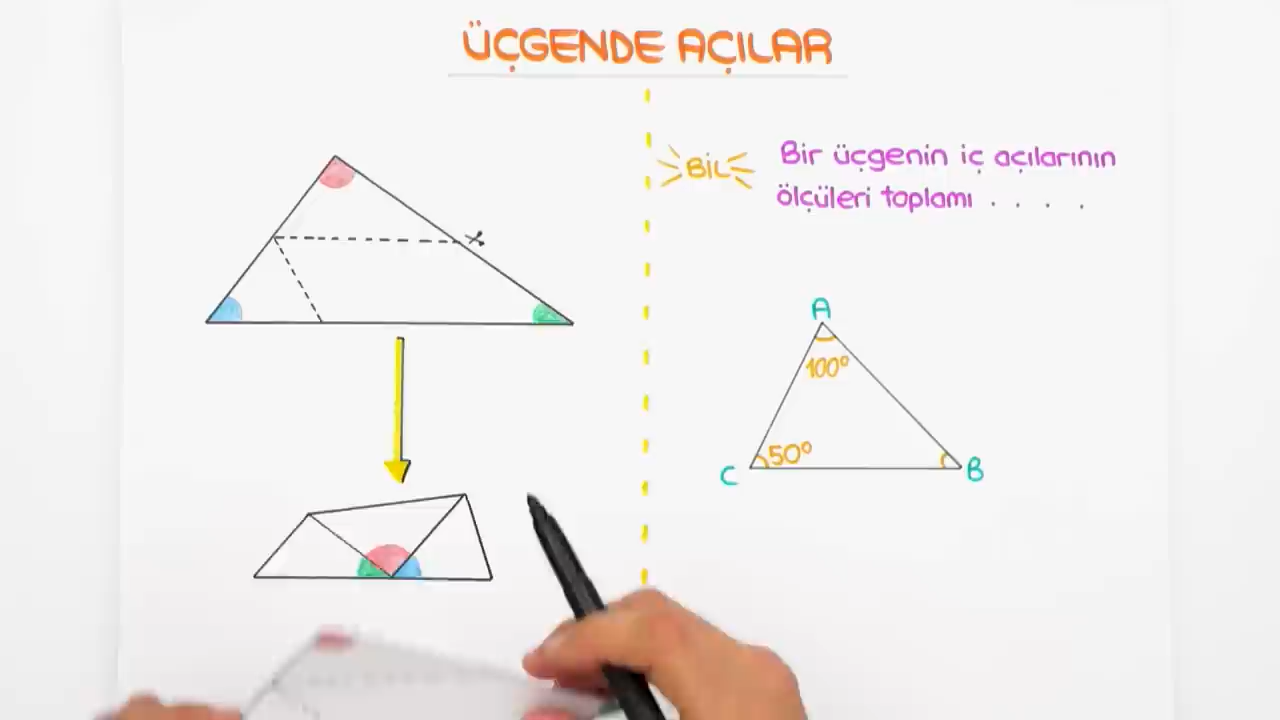 ÜÇGENDE AÇILAR
BİL
Bir üçgenin iç açılarının
ölçüleri toplamı . . . .
A
100°
50°
C
B